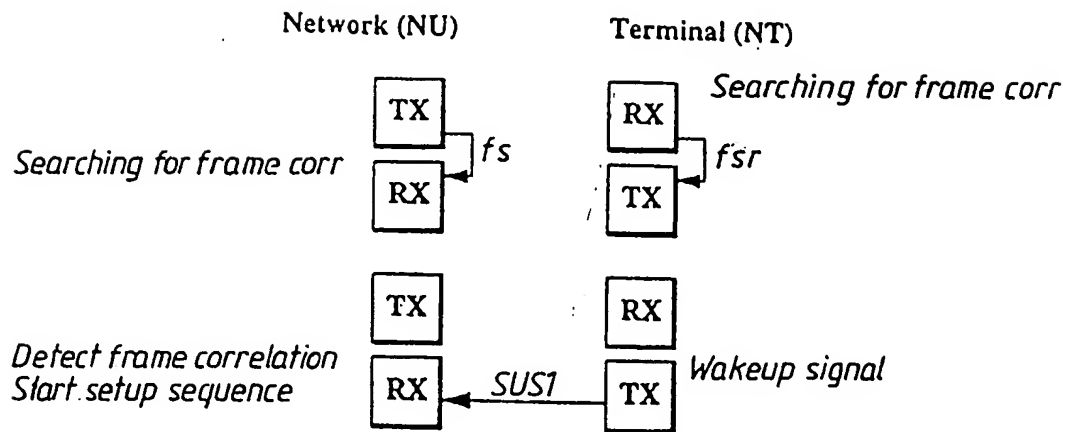 Network (NU)
Terminal (NT)
Searching for frame corr
TX
RX
fs
Searching for frame corr
fsr
RX
TX
TX
RX
Detect frame correlation
Start setup sequence
RX
SUS1
TX
Wakeup signal